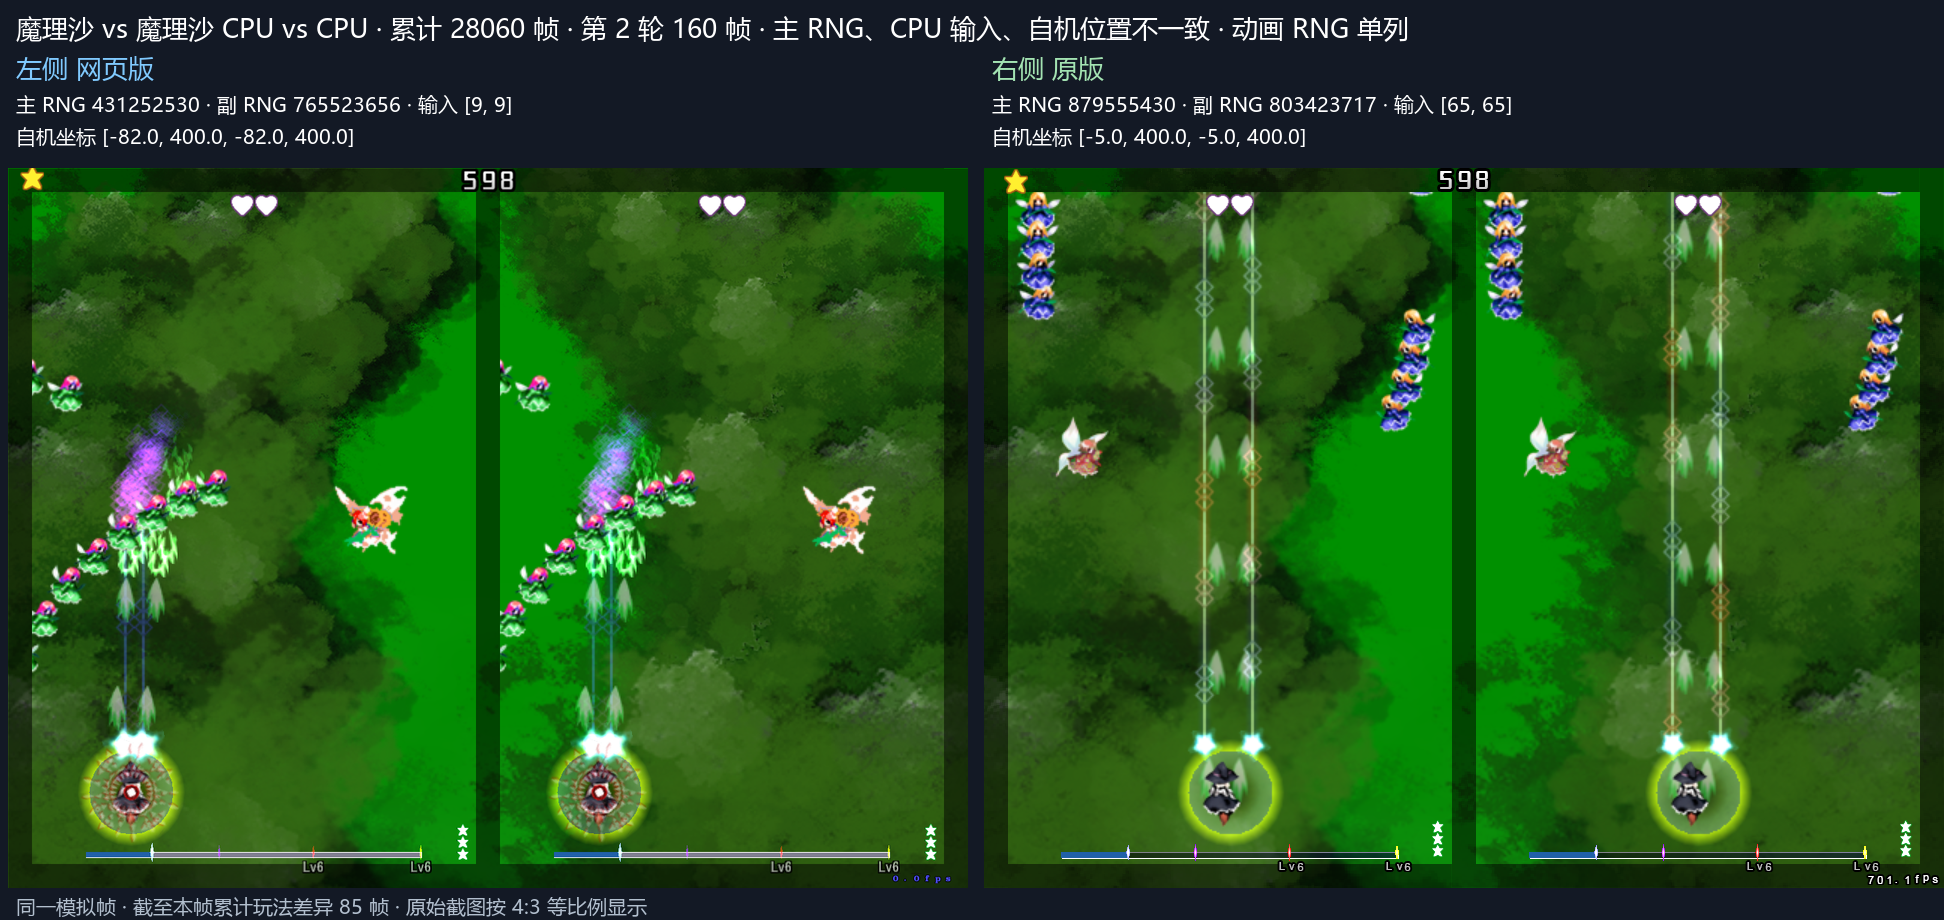 魔理沙 vs 魔理沙 CPU vs CPU · 累计 28060 帧 · 第 2 轮 160 帧 · 主 RNG、CPU 输入、自机位置不一致 · 动画 RNG 单列
左侧 网页版
主 RNG 431252530 · 副 RNG 765523656 · 输入 [9, 9]
自机坐标 [-82.0, 400.0, -82.0, 400.0]
右侧 原版
主 RNG 879555430 · 副 RNG 803423717 · 输入 [65, 65]
自机坐标 [-5.0, 400.0, -5.0, 400.0]
598
Lv6 Lv6 Lv6 Lv6
0.0fps
598
Lv6 Lv6 Lv6 Lv6
701.1fps
同一模拟帧 · 截至本帧累计玩法差异 85 帧 · 原始截图按 4:3 等比例显示